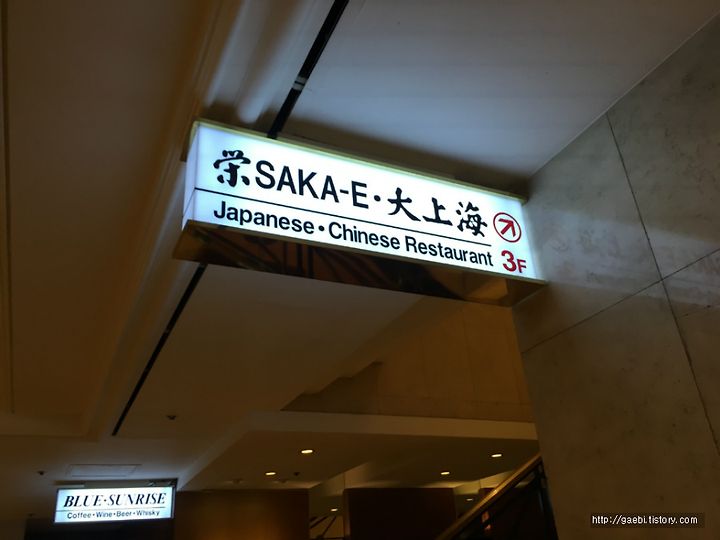 栄SAKA-E・大上海
Japanese・Chinese Restaurant
3F
BLUE・SUNRISE
Coffee・Wine・Beer・Whisky
http://gaebi.tistory.com